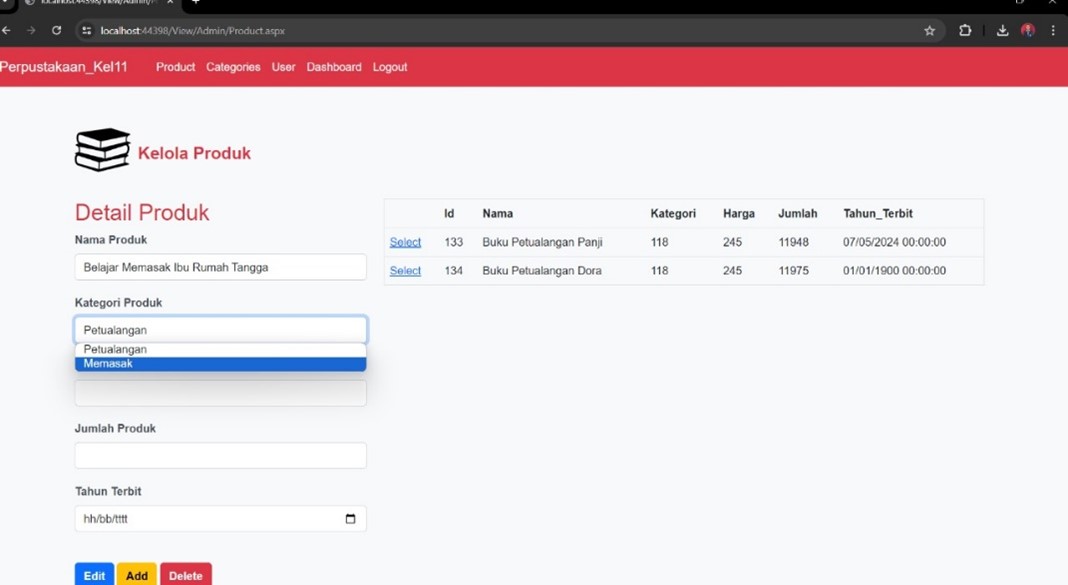 localhost:44398/View/Admin/Product.aspx
Perpustakaan_Kel11 Product Categories User Dashboard Logout
Kelola Produk
Detail Produk
Nama Produk
Belajar Memasak Ibu Rumah Tangga
Kategori Produk
Petualangan
Petualangan
Memasak
Jumlah Produk
Tahun Terbit
hh/bb/tttt
Edit Add Delete
Id Nama Kategori Harga Jumlah Tahun_Terbit
Select 133 Buku Petualangan Panji 118 245 11948 07/05/2024 00:00:00
Select 134 Buku Petualangan Dora 118 245 11975 01/01/1900 00:00:00